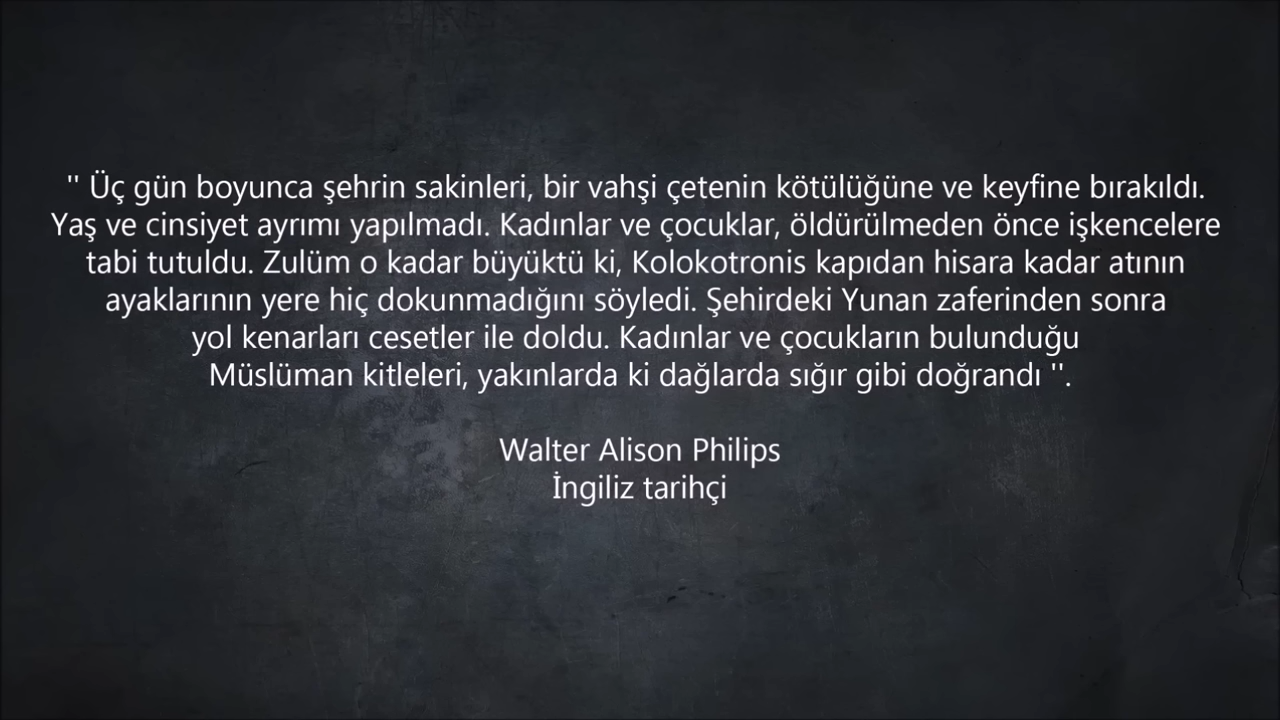 '' Üç gün boyunca şehrin sakinleri, bir vahşi çetenin kötülüğüne ve keyfine bırakıldı.
Yaş ve cinsiyet ayrımı yapılmadı. Kadınlar ve çocuklar, öldürülmeden önce işkencelere
tabi tutuldu. Zulüm o kadar büyüktü ki, Kolokotronis kapıdan hisara kadar atının
ayaklarının yere hiç dokunmadığını söyledi. Şehirdeki Yunan zaferinden sonra
yol kenarları cesetler ile doldu. Kadınlar ve çocukların bulunduğu
Müslüman kitleleri, yakınlarda ki dağlarda sığır gibi doğrandı ''.
Walter Alison Philips
İngiliz tarihçi